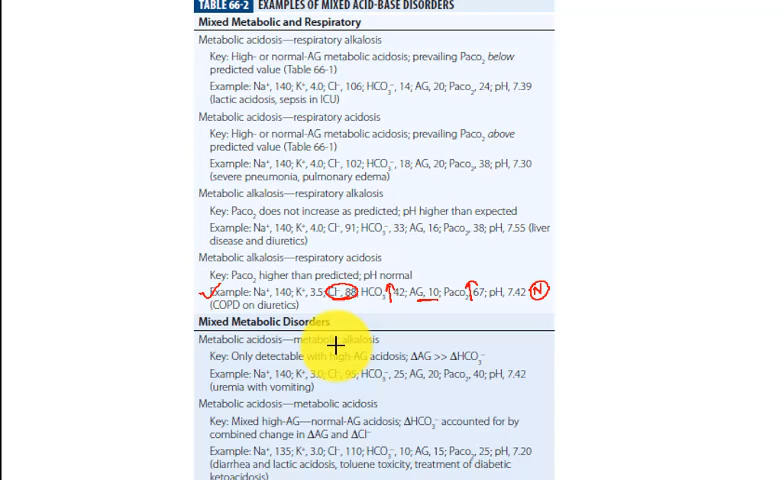 TABLE 66-2 EXAMPLES OF MIXED ACID-BASE DISORDERS
Mixed Metabolic and Respiratory
Metabolic acidosis—respiratory alkalosis
Key: High- or normal-AG metabolic acidosis; prevailing Paco₂ below
predicted value (Table 66-1)
Example: Na⁺, 140; K⁺, 4.0; Cl⁻, 106; HCO₃⁻, 14; AG, 20; Paco₂, 24; pH, 7.39
(lactic acidosis, sepsis in ICU)
Metabolic acidosis—respiratory acidosis
Key: High- or normal-AG metabolic acidosis; prevailing Paco₂ above
predicted value (Table 66-1)
Example: Na⁺, 140; K⁺, 4.0; Cl⁻, 102; HCO₃⁻, 18; AG, 20; Paco₂, 38; pH, 7.30
(severe pneumonia, pulmonary edema)
Metabolic alkalosis—respiratory alkalosis
Key: Paco₂ does not increase as predicted; pH higher than expected
Example: Na⁺, 140; K⁺, 4.0; Cl⁻, 91; HCO₃⁻, 33; AG, 16; Paco₂, 38; pH, 7.55 (liver
disease and diuretics)
Metabolic alkalosis—respiratory acidosis
Key: Paco₂ higher than predicted; pH normal
Example: Na⁺, 140; K⁺, 3.5; Cl⁻, 88; HCO₃⁻, 42; AG, 10; Paco₂, 67; pH, 7.42 N
(COPD on diuretics)
Mixed Metabolic Disorders
Metabolic acidosis—metabolic alkalosis
Key: Only detectable with high-AG acidosis; ΔAG >> ΔHCO₃⁻
Example: Na⁺, 140; K⁺, 3.0; Cl⁻, 95; HCO₃⁻, 25; AG, 20; Paco₂, 40; pH, 7.42
(uremia with vomiting)
Metabolic acidosis—metabolic acidosis
Key: Mixed high-AG—normal-AG acidosis; ΔHCO₃⁻ accounted for by
combined change in ΔAG and ΔCl⁻
Example: Na⁺, 135; K⁺, 3.0; Cl⁻, 110; HCO₃⁻, 10; AG, 15; Paco₂, 25; pH, 7.20
(diarrhea and lactic acidosis, toluene toxicity, treatment of diabetic
ketoacidosis)